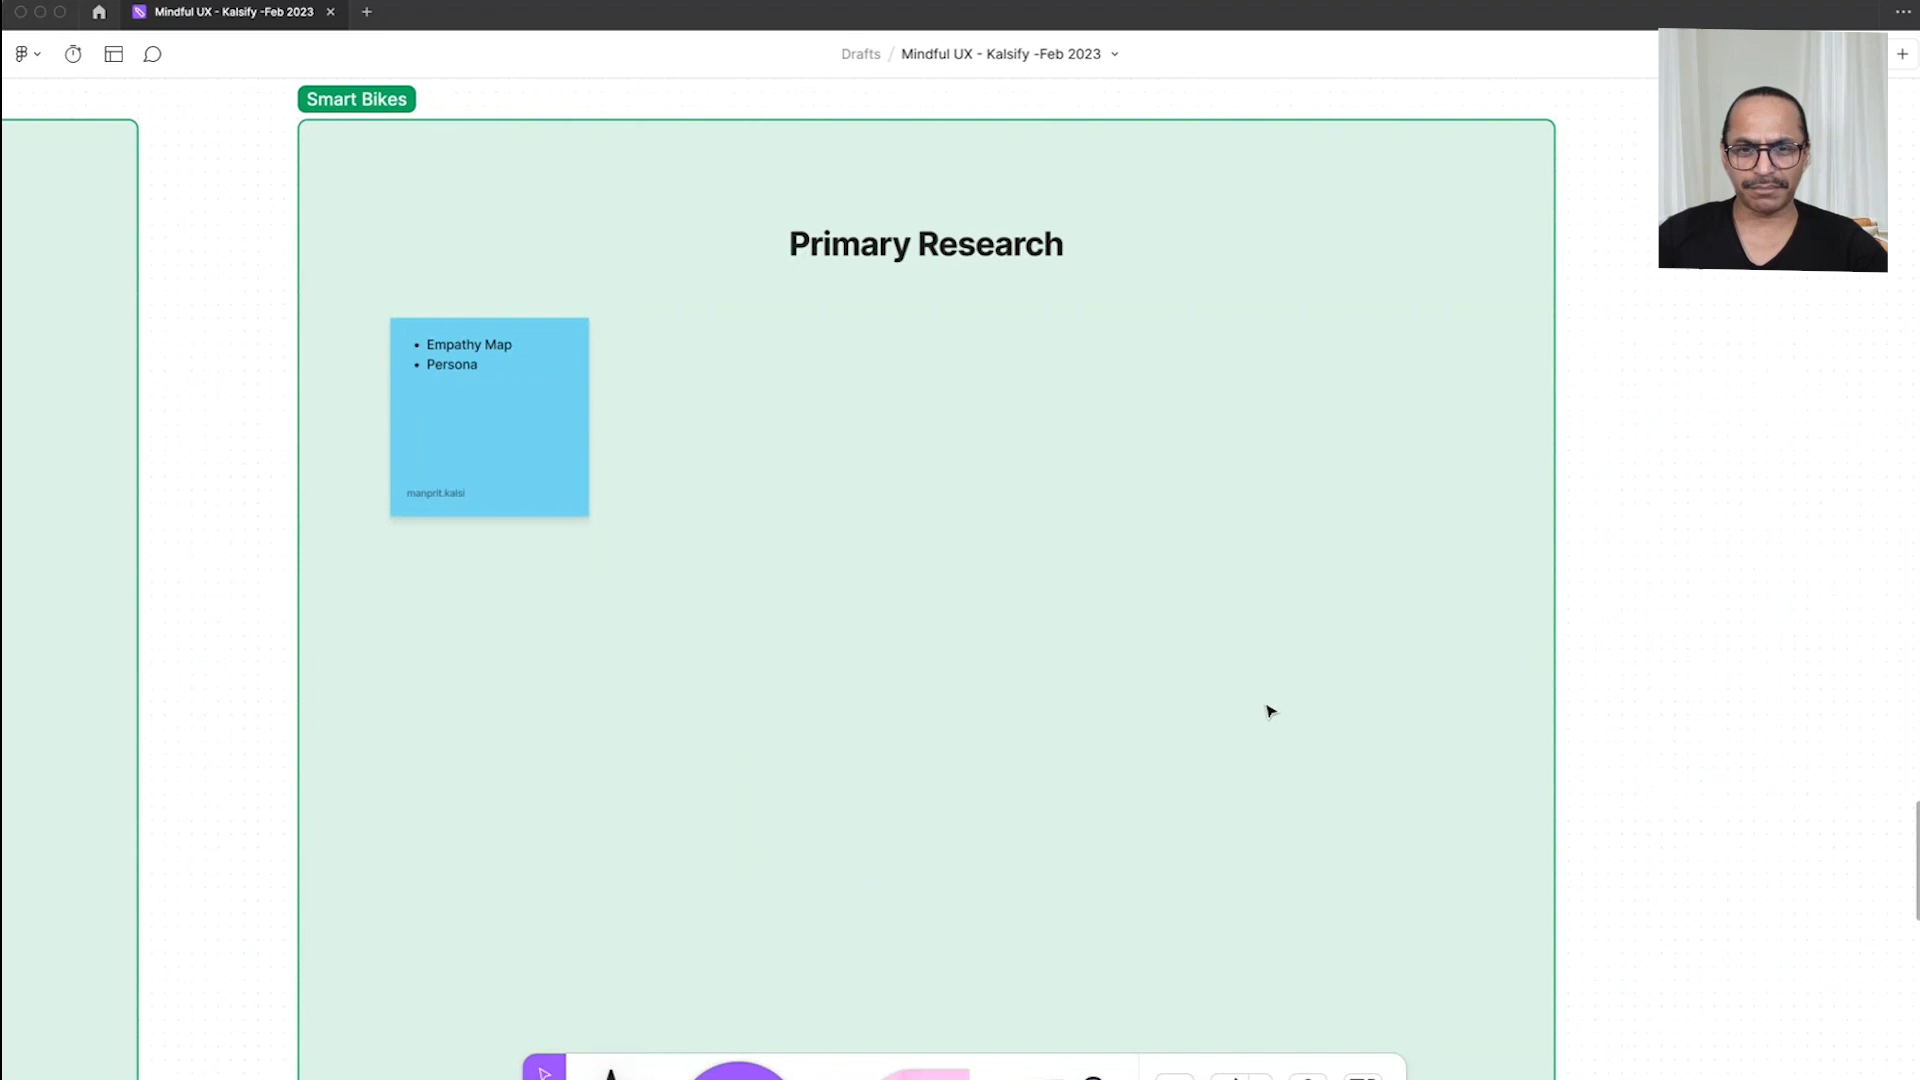 Mindful UX - Kalsify -Feb 2023
Drafts / Mindful UX - Kalsify -Feb 2023
Smart Bikes
Primary Research
• Empathy Map
• Persona
manprit.kalsi